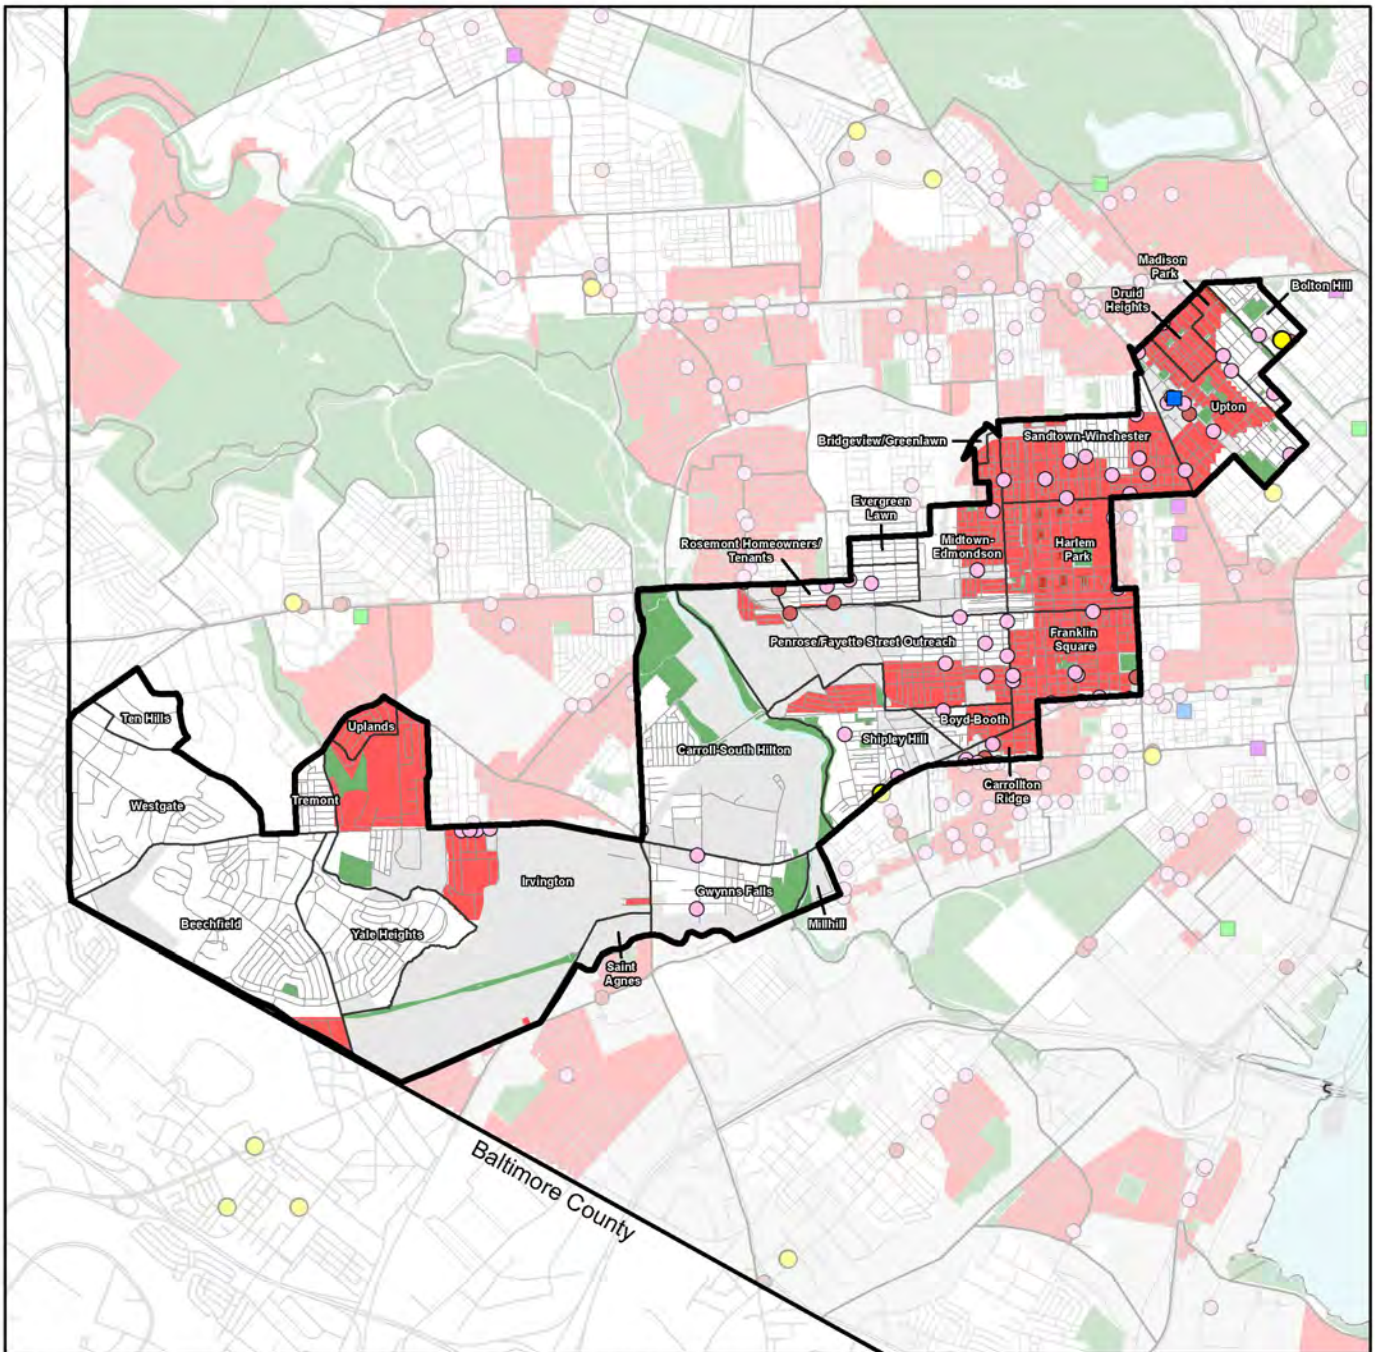 Madison
Park
Bolton Hill
Druid
Heights
Upton
Bridgeview/Greenlawn
Sandtown-Winchester
Evergreen
Lawn
Rosemont Homeowners/
Tenants
Midtown-
Edmondson
Harlem
Park
Penrose/Fayette Street Outreach
Franklin
Square
Ten Hills
Uplands
Boyd-Booth
Shipley Hill
Carroll-South Hilton
Carrollton
Ridge
Tremont
Westgate
Irvington
Gwynns Falls
Beechfield
Yale Heights
Millhill
Saint
Agnes
Baltimore County